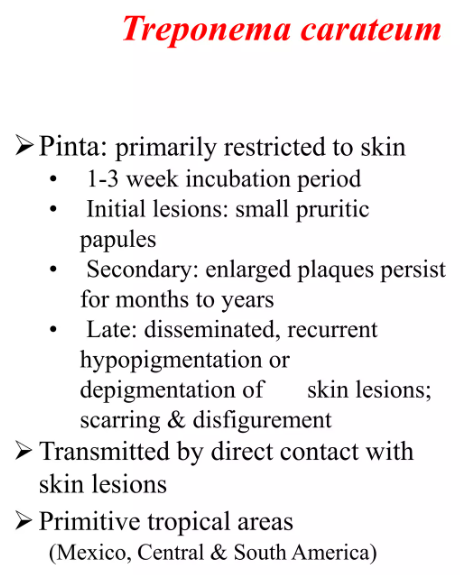 Treponema carateum
➢ Pinta: primarily restricted to skin
• 1-3 week incubation period
• Initial lesions: small pruritic
papules
• Secondary: enlarged plaques persist
for months to years
• Late: disseminated, recurrent
hypopigmentation or
depigmentation of skin lesions;
scarring & disfigurement
➢ Transmitted by direct contact with
skin lesions
➢ Primitive tropical areas
(Mexico, Central & South America)